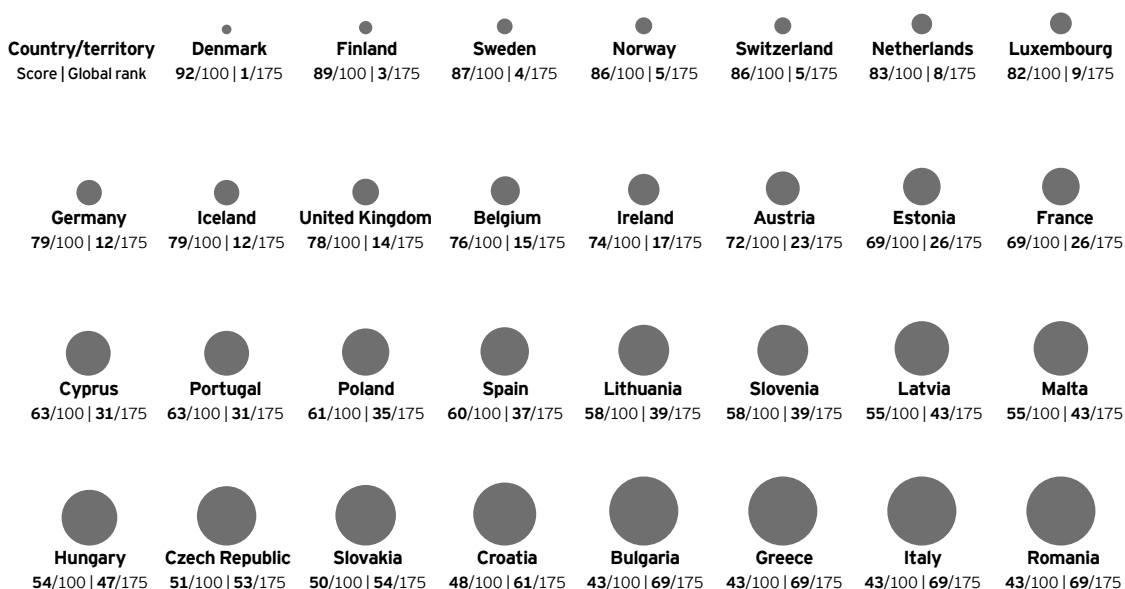 Country/territory Denmark Finland Sweden Norway Switzerland Netherlands Luxembourg
Score | Global rank 92/100 | 1/175 89/100 | 3/175 87/100 | 4/175 86/100 | 5/175 86/100 | 5/175 83/100 | 8/175 82/100 | 9/175
Germany Iceland United Kingdom Belgium Ireland Austria Estonia France
79/100 | 12/175 79/100 | 12/175 78/100 | 14/175 76/100 | 15/175 74/100 | 17/175 72/100 | 23/175 69/100 | 26/175 69/100 | 26/175
Cyprus Portugal Poland Spain Lithuania Slovenia Latvia Malta
63/100 | 31/175 63/100 | 31/175 61/100 | 35/175 60/100 | 37/175 58/100 | 39/175 58/100 | 39/175 55/100 | 43/175 55/100 | 43/175
Hungary Czech Republic Slovakia Croatia Bulgaria Greece Italy Romania
54/100 | 47/175 51/100 | 53/175 50/100 | 54/175 48/100 | 61/175 43/100 | 69/175 43/100 | 69/175 43/100 | 69/175 43/100 | 69/175